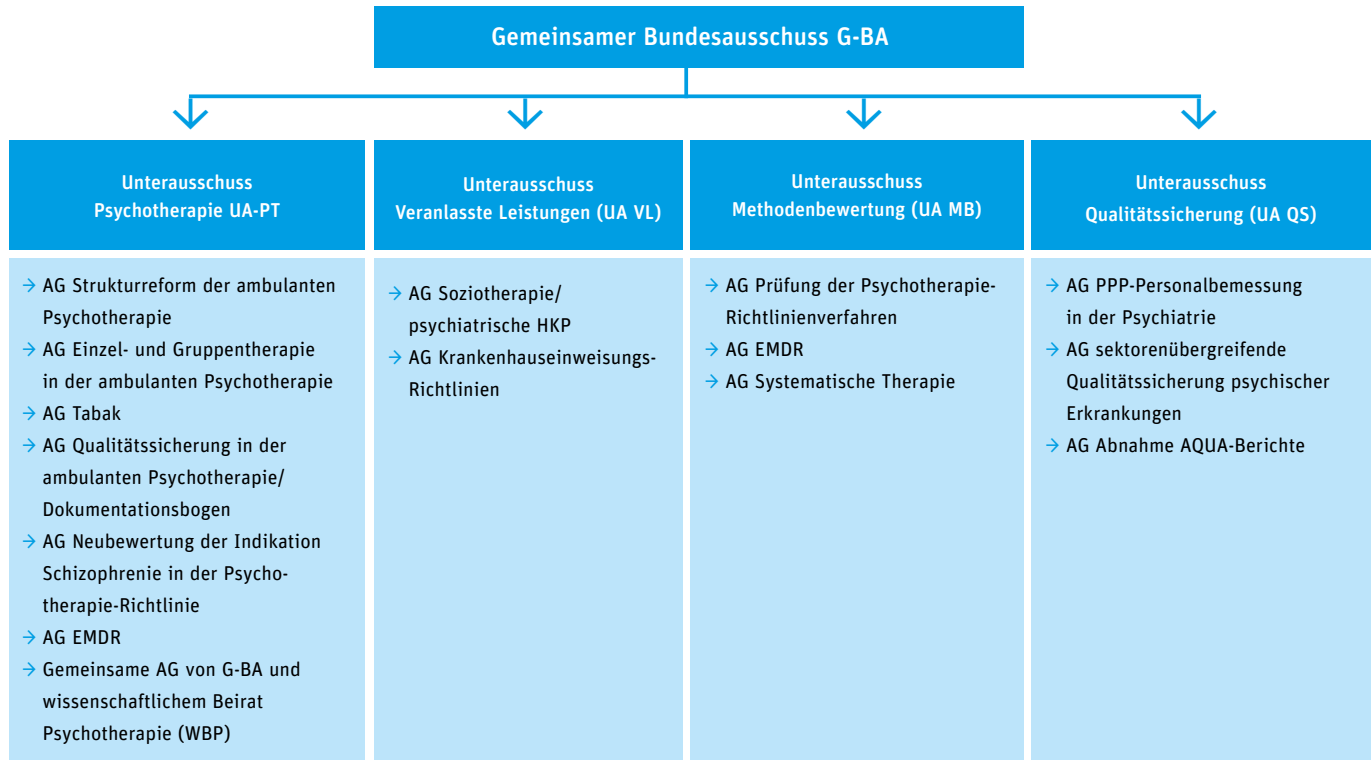 Gemeinsamer Bundesausschuss G-BA
Unterausschuss
Psychotherapie UA-PT
→ AG Strukturreform der ambulanten
Psychotherapie
→ AG Einzel- und Gruppentherapie
in der ambulanten Psychotherapie
→ AG Tabak
→ AG Qualitätssicherung in der
ambulanten Psychotherapie/
Dokumentationsbogen
→ AG Neubewertung der Indikation
Schizophrenie in der Psycho-
therapie-Richtlinie
→ AG EMDR
→ Gemeinsame AG von G-BA und
wissenschaftlichem Beirat
Psychotherapie (WBP)
Unterausschuss
Veranlasste Leistungen (UA VL)
→ AG Soziotherapie/
psychiatrische HKP
→ AG Krankenhauseinweisungs-
Richtlinien
Unterausschuss
Methodenbewertung (UA MB)
→ AG Prüfung der Psychotherapie-
Richtlinienverfahren
→ AG EMDR
→ AG Systematische Therapie
Unterausschuss
Qualitätssicherung (UA QS)
→ AG PPP-Personalbemessung
in der Psychiatrie
→ AG sektorenübergreifende
Qualitätssicherung psychischer
Erkrankungen
→ AG Abnahme AQUA-Berichte